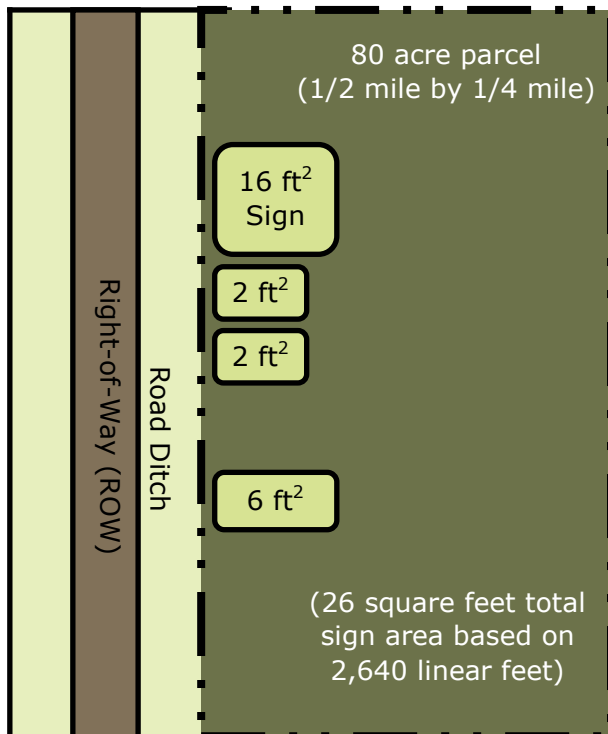 80 acre parcel
(1/2 mile by 1/4 mile)
16 ft²
Sign
2 ft²
2 ft²
Right-of-Way (ROW)
Road Ditch
6 ft²
(26 square feet total
sign area based on
2,640 linear feet)